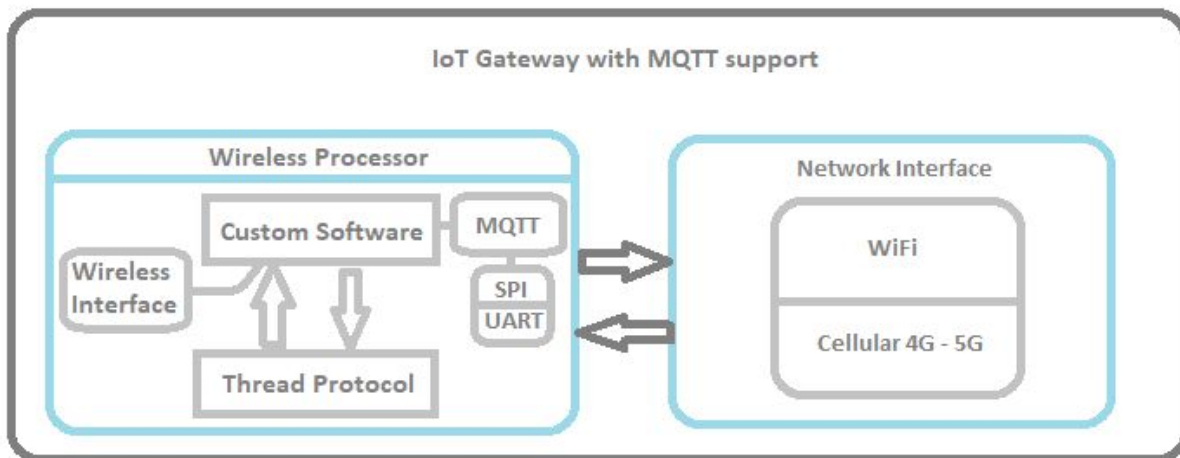 IoT Gateway with MQTT support
Wireless Processor
Custom Software
MQTT
Wireless
Interface
SPI
UART
Thread Protocol
Network Interface
WiFi
Cellular 4G - 5G